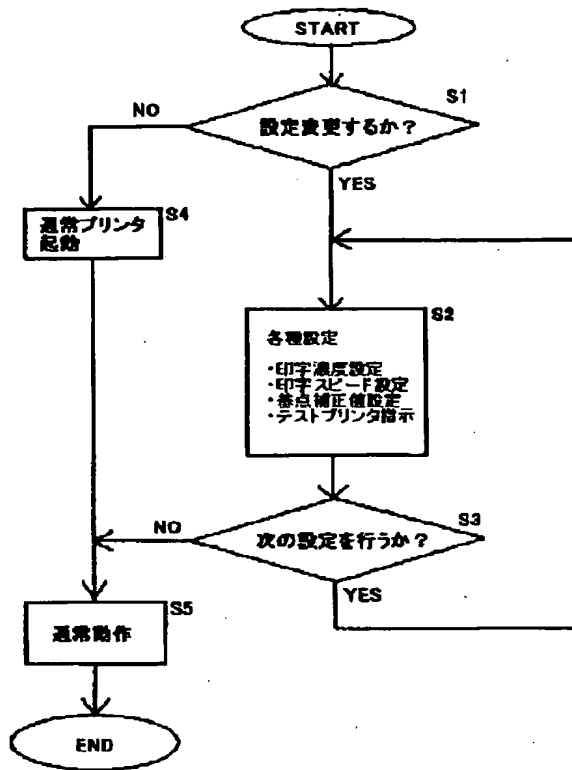 START
S1
設定変更するか？
NO
YES
S4
通常プリンタ
起動
S2
各種設定
・印字濃度設定
・印字スピード設定
・基点補正値設定
・テストプリンタ指示
S3
次の設定を行うか？
NO
YES
S5
通常動作
END